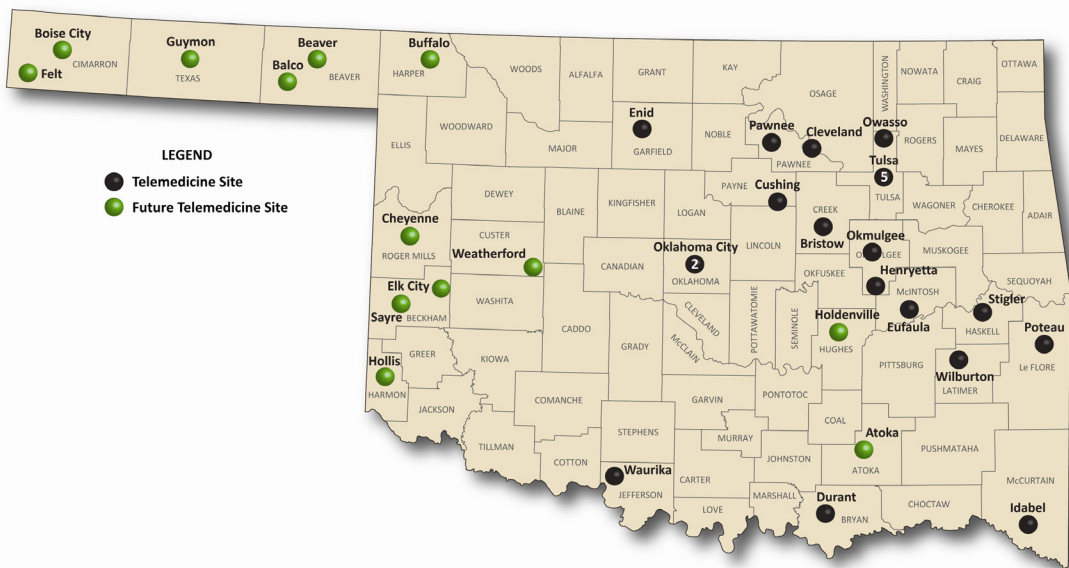 Boise City
CIMARRON
Felt
Guymon
TEXAS
Beaver
Balco
BEAVER
Buffalo
HARPER
WOODS
ALFALFA
GRANT
KAY
OSAGE
WASHINGTON
NOWATA
CRAIG
OTTAWA
ELLIS
WOODWARD
MAJOR
Enid
GARFIELD
NOBLE
Pawnee
Cleveland
PAWNEE
Owasso
ROGERS
MAYES
DELAWARE
LEGEND
Telemedicine Site
Future Telemedicine Site
DEWEY
BLAINE
KINGFISHER
LOGAN
PAYNE
Cushing
CREEK
Bristow
Tulsa
5
TULSA
WAGONER
CHEROKEE
ADAIR
Cheyenne
ROGER MILLS
CUSTER
Weatherford
CANADIAN
Oklahoma City
2
OKLAHOMA
LINCOLN
Okmulgee
MUSKOGEE
OKFUSKEE
Henryetta
McINTOSH
SEQUOYAH
Elk City
Sayre
BECKHAM
WASHITA
CADDO
GRADY
CLEVELAND
McCLAIN
POTTAWATOMIE
SEMINOLE
Holdenville
HUGHES
Eufaula
Stigler
HASKELL
Poteau
Le FLORE
Hollis
HARMON
GREER
KIOWA
PITTSBURG
Wilburton
LATIMER
JACKSON
COMANCHE
GARVIN
PONTOTOC
COAL
TILLMAN
STEPHENS
MURRAY
JOHNSTON
Atoka
ATOKA
PUSHMATAHA
COTTON
Waurika
JEFFERSON
CARTER
LOVE
MARSHALL
Durant
BRYAN
CHOCTAW
McCURTAIN
Idabel